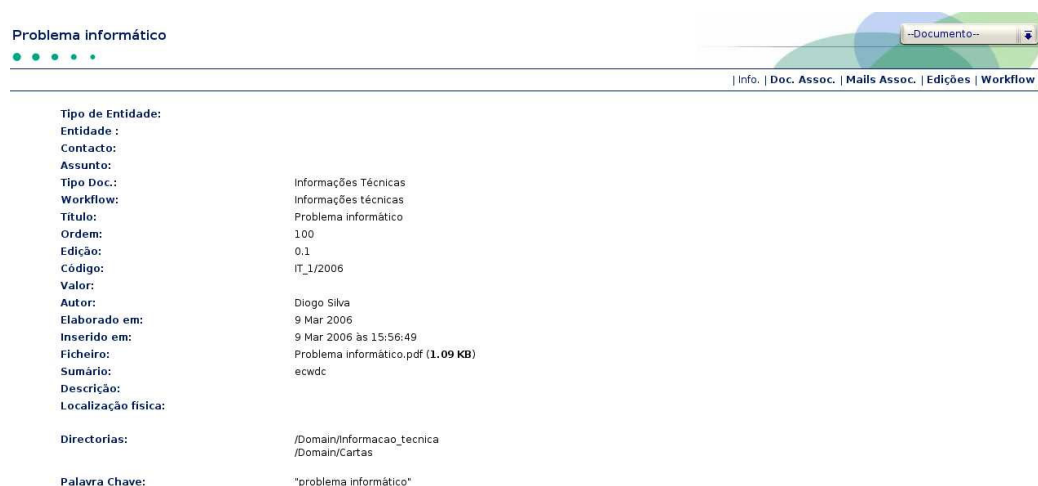 Problema informático
--Documento--
| Info. | Doc. Assoc. | Mails Assoc. | Edições | Workflow
Tipo de Entidade:
Entidade :
Contacto:
Assunto:
Tipo Doc.: Informações Técnicas
Workflow: Informações técnicas
Título: Problema informático
Ordem: 100
Edição: 0.1
Código: IT_1/2006
Valor:
Autor: Diogo Silva
Elaborado em: 9 Mar 2006
Inserido em: 9 Mar 2006 às 15:56:49
Ficheiro: Problema informático.pdf (1.09 KB)
Sumário: ecwdc
Descrição:
Localização física:
Directorias: /Domain/Informacao_tecnica
/Domain/Cartas
Palavra Chave: "problema informático"